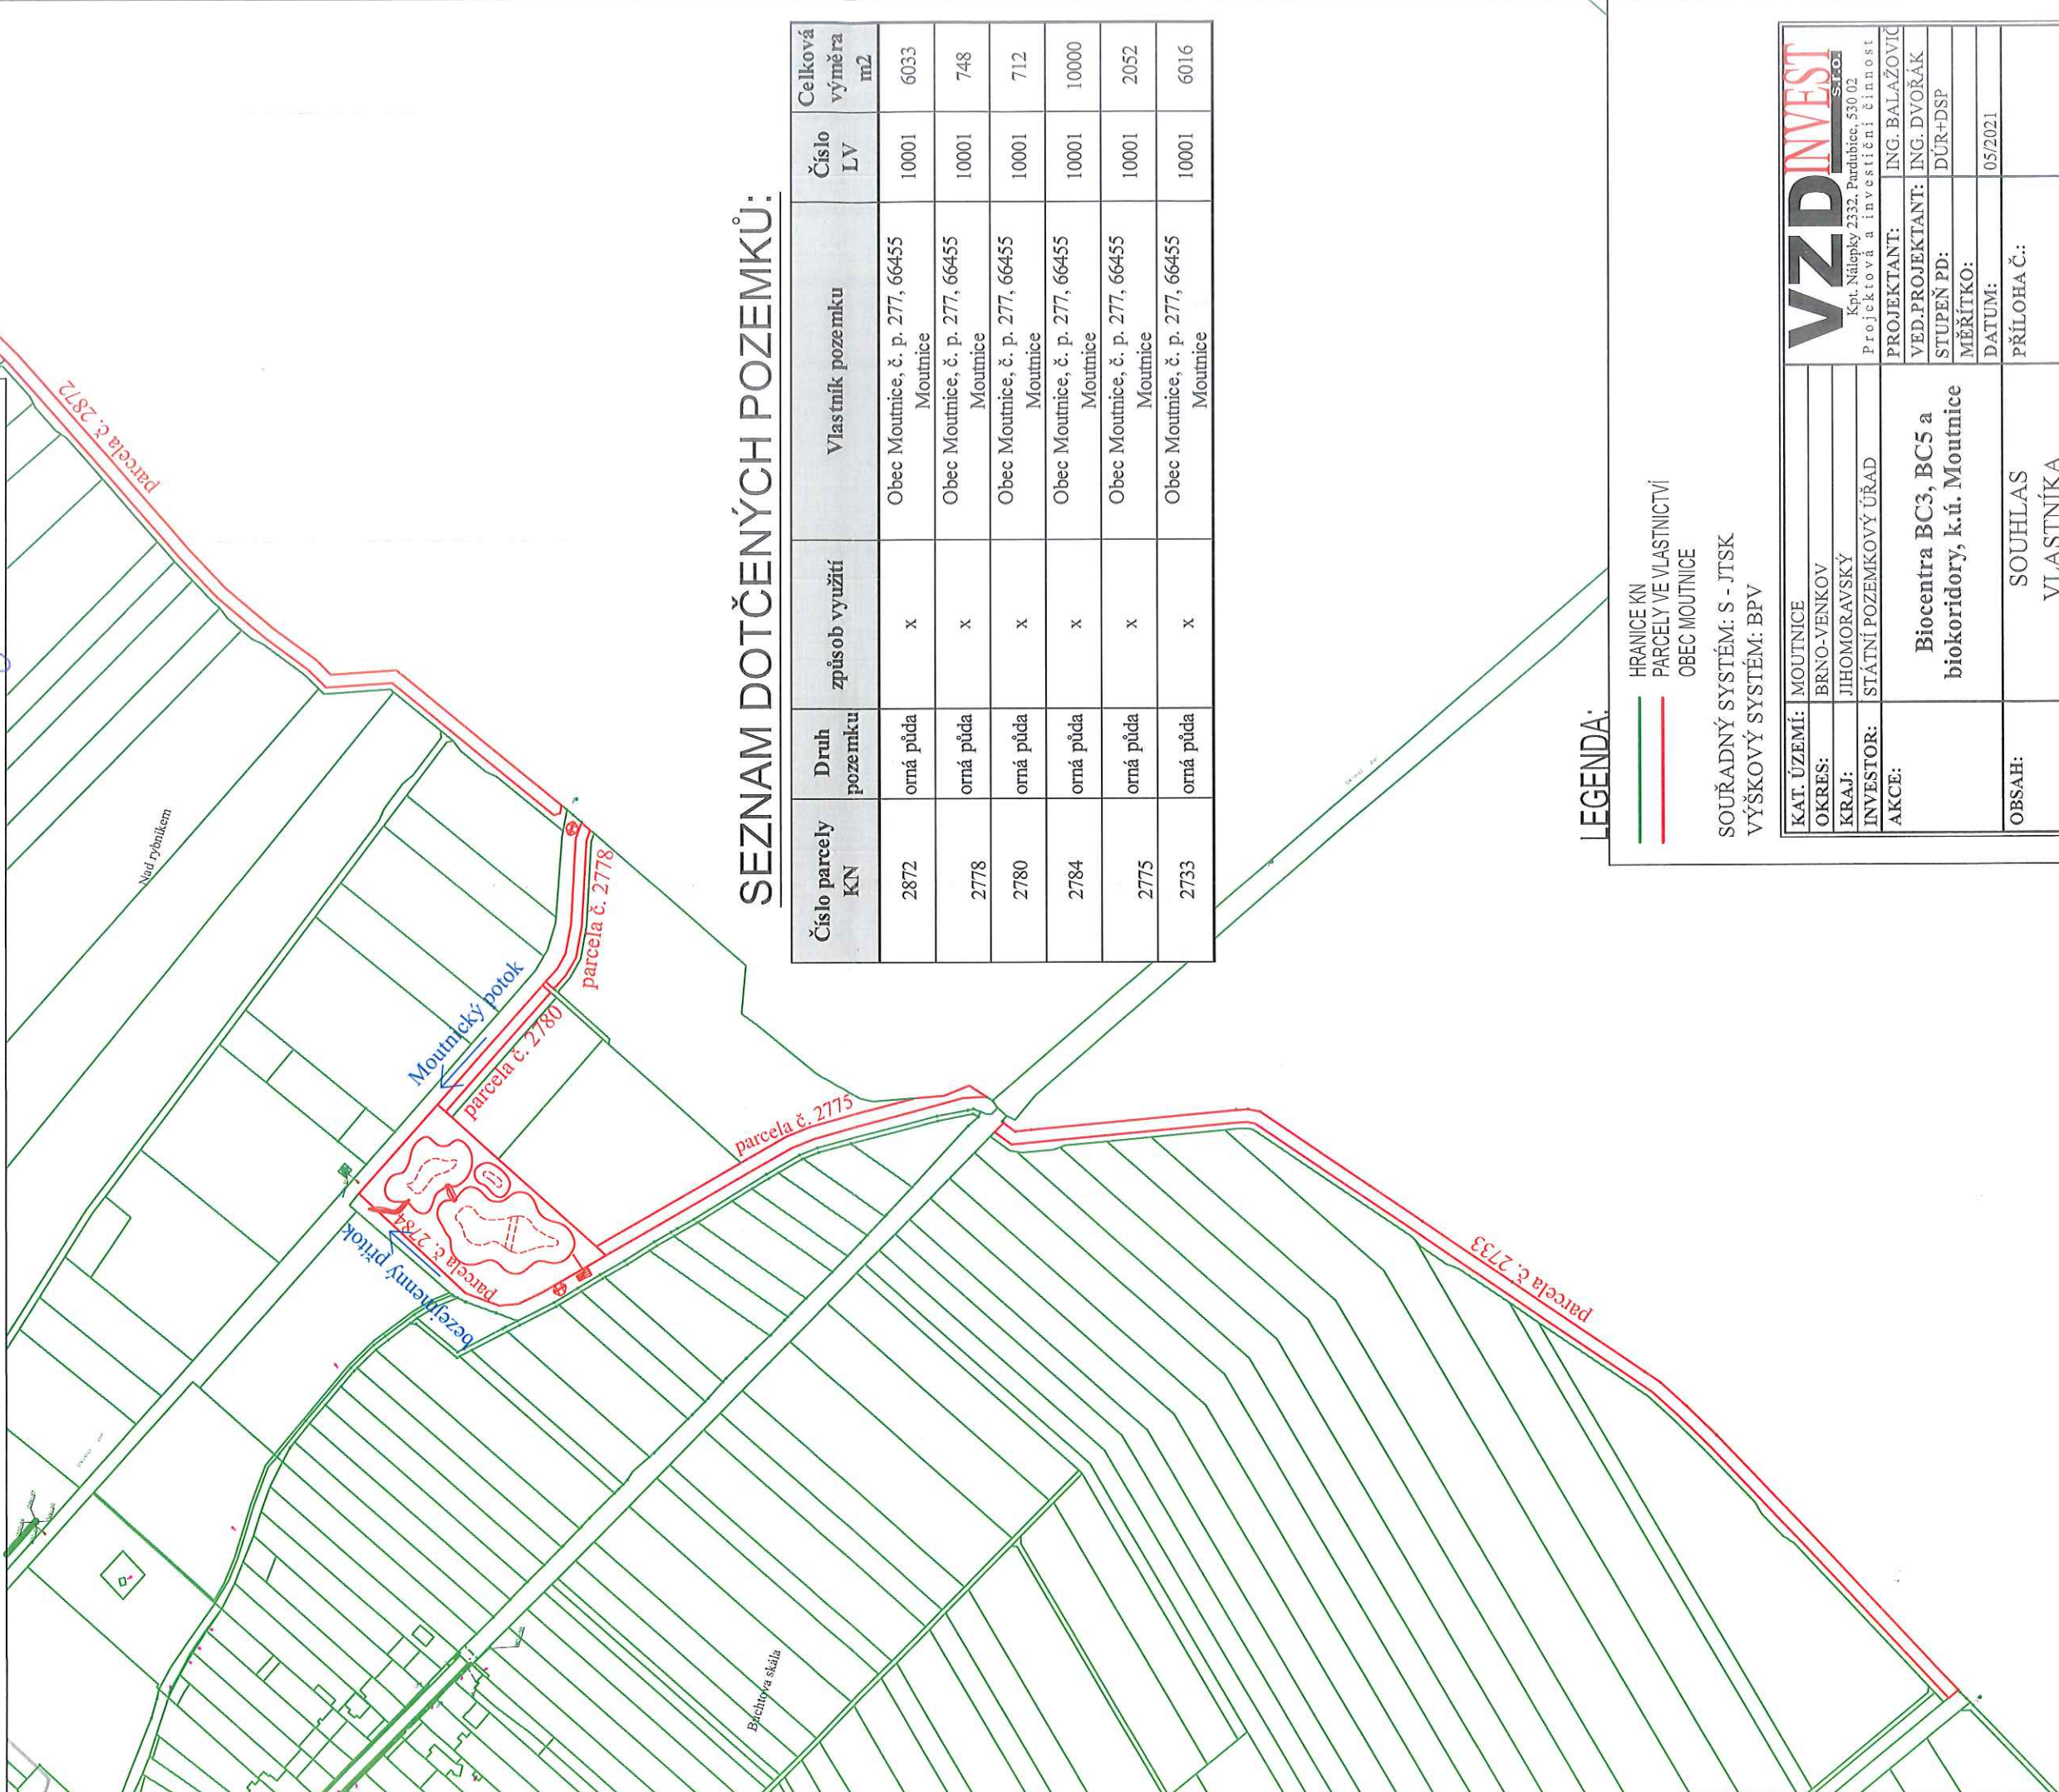 parcela č. 2872
Nad rybníkem
parcela č. 2778
Moutnický potok
parcela č. 2780
parcela č. 2775
parcela č. 2784
bezejmenný přítok
parcela č. 2733
Buchtova skála
SEZNAM DOTČENÝCH POZEMKŮ:
Číslo parcely KN Druh pozemku způsob využití Vlastník pozemku Číslo LV Celková výměra m2
2872 orná půda x Obec Moutnice, č. p. 277, 66455 Moutnice 10001 6033
2778 orná půda x Obec Moutnice, č. p. 277, 66455 Moutnice 10001 748
2780 orná půda x Obec Moutnice, č. p. 277, 66455 Moutnice 10001 712
2784 orná půda x Obec Moutnice, č. p. 277, 66455 Moutnice 10001 10000
2775 orná půda x Obec Moutnice, č. p. 277, 66455 Moutnice 10001 2052
2733 orná půda x Obec Moutnice, č. p. 277, 66455 Moutnice 10001 6016
LEGENDA:
HRANICE KN
PARCELY VE VLASTNICTVÍ
OBEC MOUTNICE
SOUŘADNÝ SYSTÉM: S - JTSK
VÝŠKOVÝ SYSTÉM: BPV
KAT. ÚZEMÍ: MOUTNICE
OKRES: BRNO-VENKOV
KRAJ: JIHOMORAVSKÝ
INVESTOR: STÁTNÍ POZEMKOVÝ ÚŘAD
AKCE:
Biocentra BC3, BC5 a
biokoridory, k.ú. Moutnice
OBSAH:
SOUHLAS
VLASTNÍKA
VZDINVEST
s.r.o.
Kpt. Nálepky 2332, Pardubice, 530 02
Projektová a investiční činnost
PROJEKTANT: ING. BALAŽOVIČ
VED.PROJEKTANT: ING. DVOŘÁK
STUPEŇ PD: DÚR+DSP
MĚŘÍTKO:
DATUM: 05/2021
PŘÍLOHA Č.: